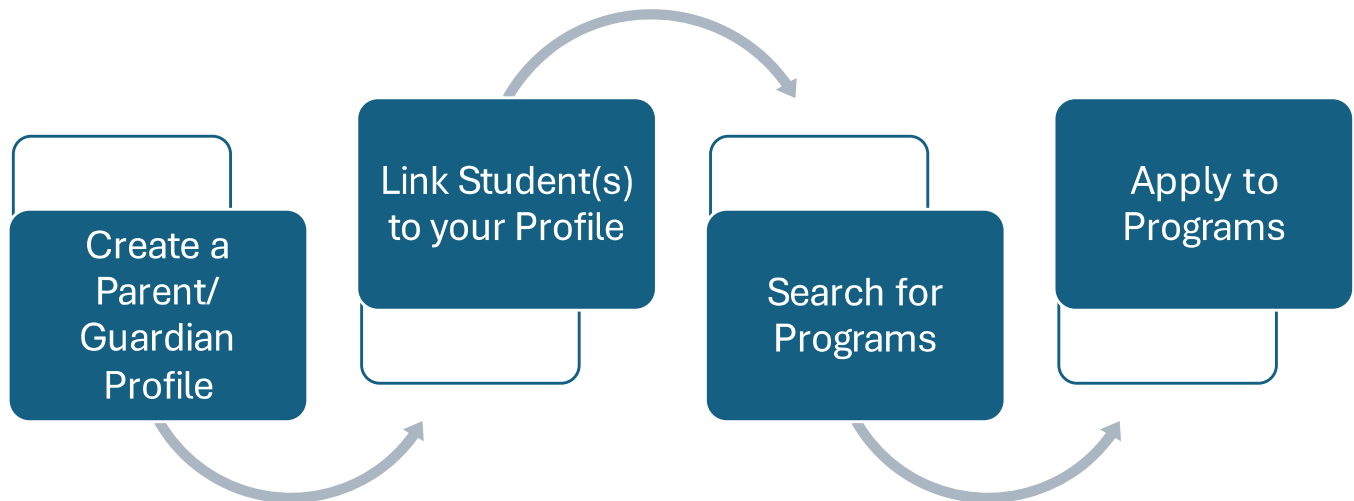 Create a
Parent/
Guardian
Profile
Link Student(s)
to your Profile
Search for
Programs
Apply to
Programs